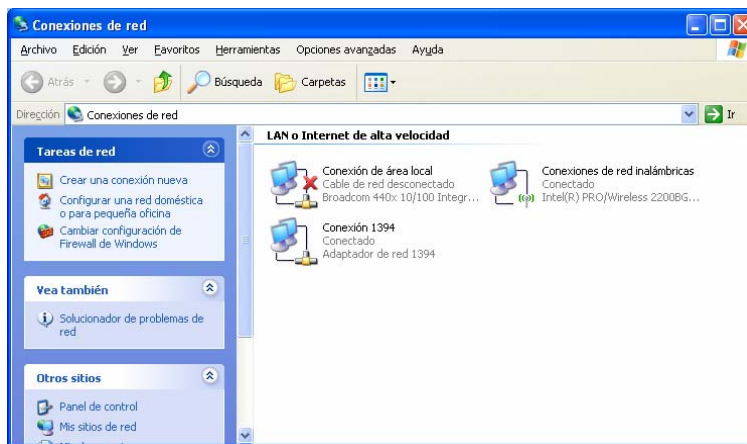 Conexiones de red
Archivo Edición Ver Favoritos Herramientas Opciones avanzadas Ayuda
Atrás Búsqueda Carpetas
Dirección Conexiones de red Ir
Tareas de red
Crear una conexión nueva
Configurar una red doméstica
o para pequeña oficina
Cambiar configuración de
Firewall de Windows
Vea también
Solucionador de problemas de
red
Otros sitios
Panel de control
Mis sitios de red
LAN o Internet de alta velocidad
Conexión de área local
Cable de red desconectado
Broadcom 440x 10/100 Integr...
Conexiones de red inalámbricas
Conectado
Intel(R) PRO/Wireless 2200BG...
Conexión 1394
Conectado
Adaptador de red 1394